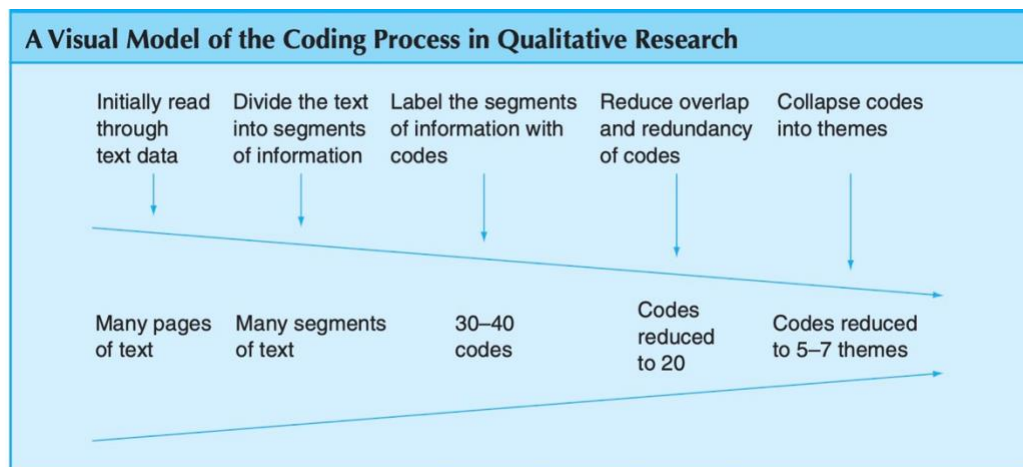 A Visual Model of the Coding Process in Qualitative Research
Initially read
through
text data
Divide the text
into segments
of information
Label the segments
of information with
codes
Reduce overlap
and redundancy
of codes
Collapse codes
into themes
Many pages
of text
Many segments
of text
30–40
codes
Codes
reduced
to 20
Codes reduced
to 5–7 themes